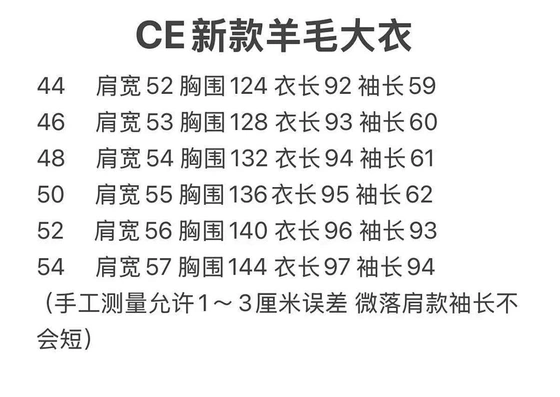 CE新款羊毛大衣
44 肩宽52 胸围124 衣长92 袖长59
46 肩宽53 胸围128 衣长93 袖长60
48 肩宽54 胸围132 衣长94 袖长61
50 肩宽55 胸围136衣长95 袖长62
52 肩宽56 胸围140 衣长96 袖长93
54 肩宽57 胸围144 衣长97 袖长94
（手工测量允许1～3厘米误差 微落肩款袖长不
会短）